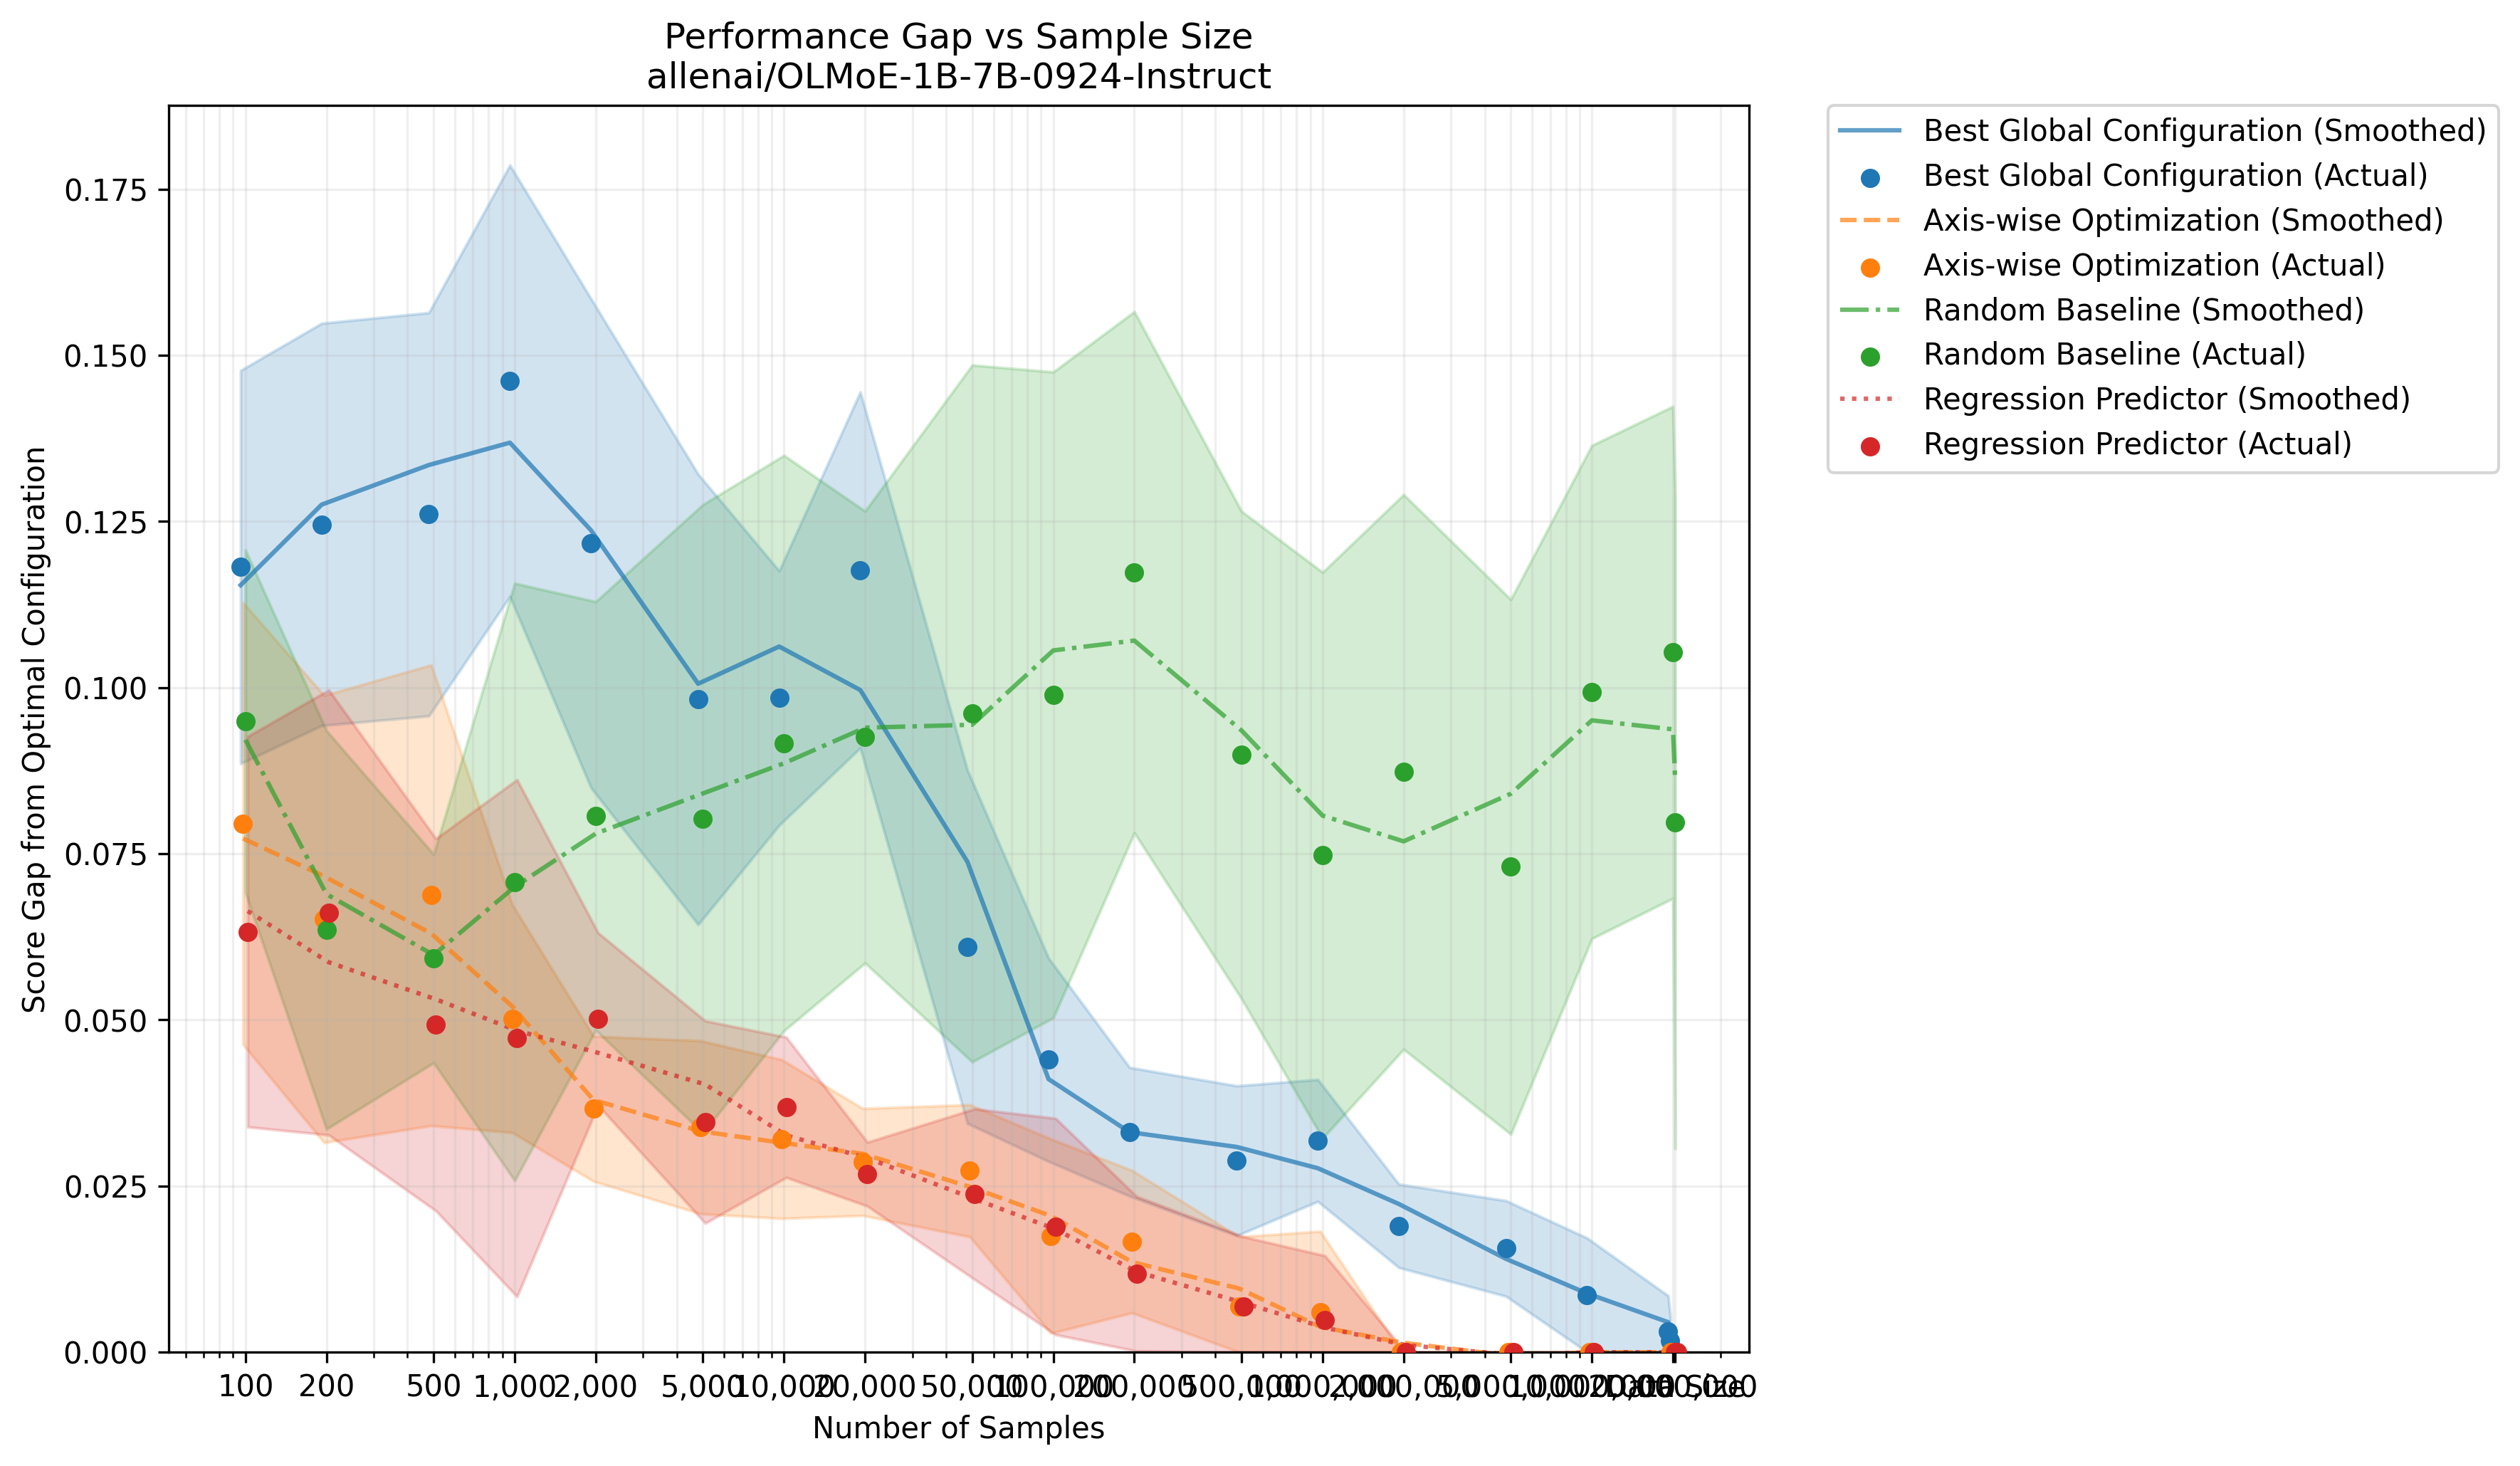 Performance Gap vs Sample Size
allenai/OLMoE-1B-7B-0924-Instruct
Best Global Configuration (Smoothed)
Best Global Configuration (Actual)
Axis-wise Optimization (Smoothed)
Axis-wise Optimization (Actual)
Random Baseline (Smoothed)
Random Baseline (Actual)
Regression Predictor (Smoothed)
Regression Predictor (Actual)
Score Gap from Optimal Configuration
0.175
0.150
0.125
0.100
0.075
0.050
0.025
0.000
100 200 500 1,000 2,000 5,000 10,000 20,000 50,000 100,000 200,000 500,000
Number of Samples